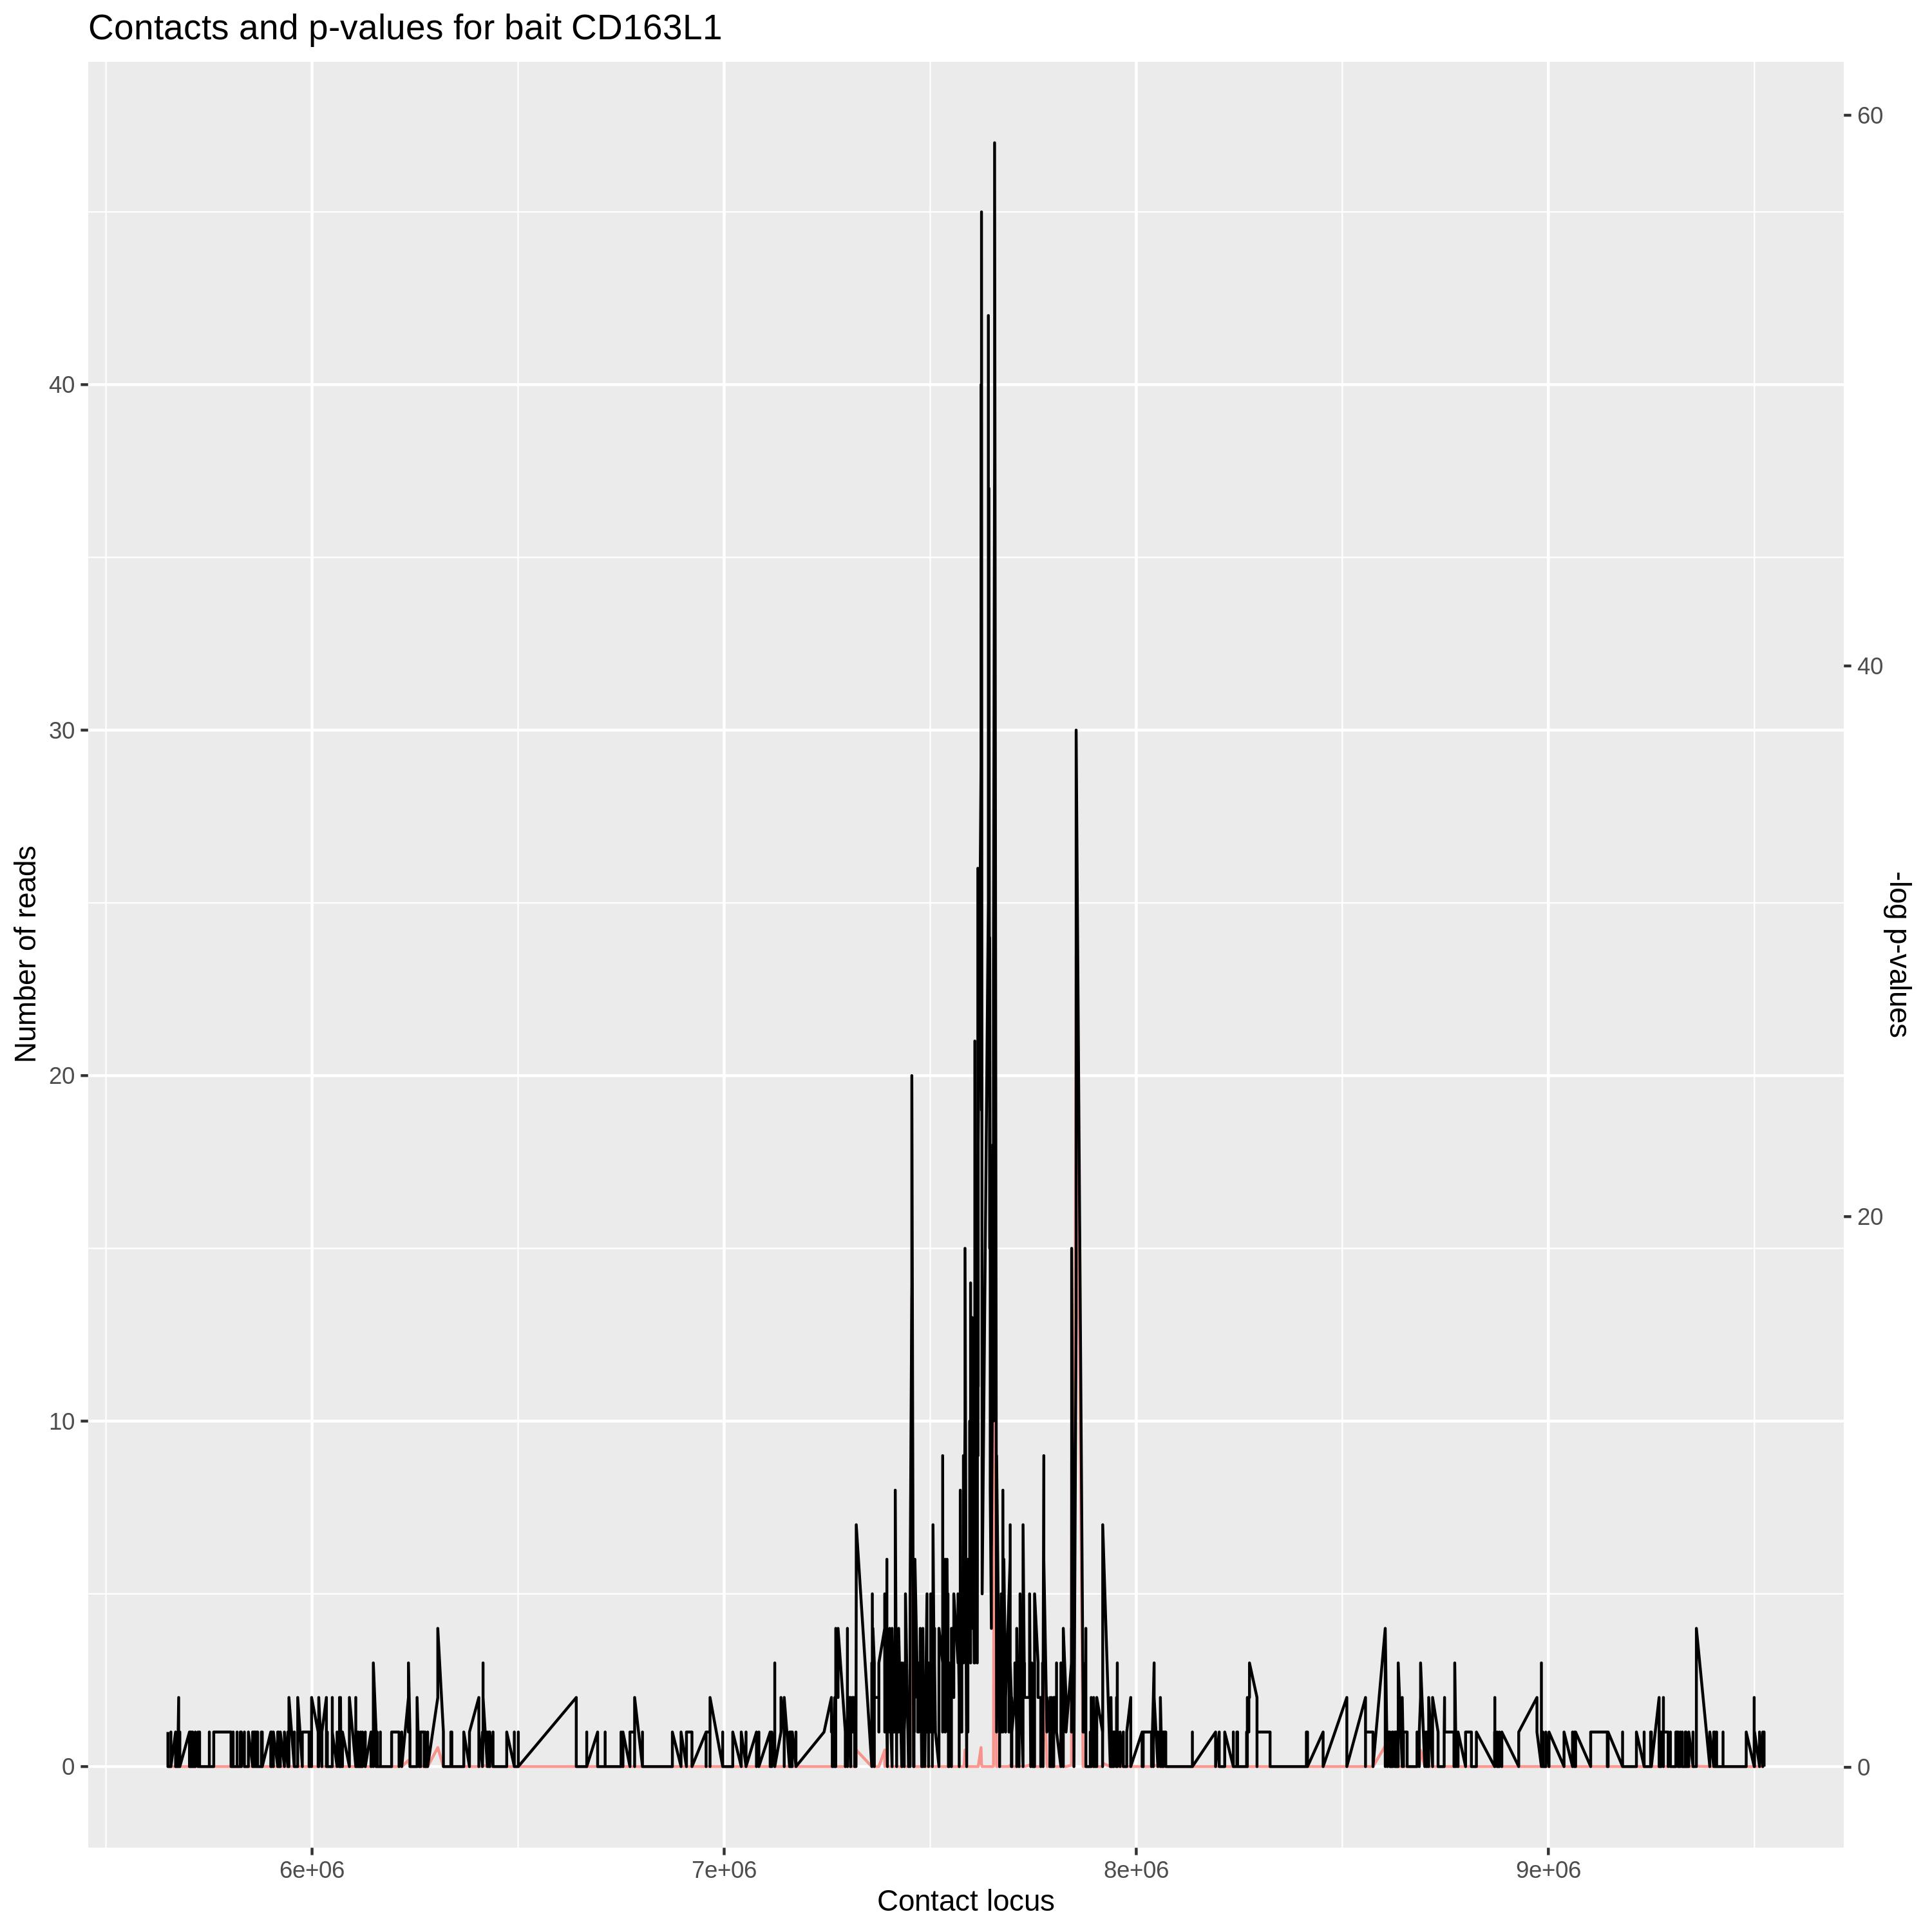 Contacts and p-values for bait CD163L1
60
40
40
30
20
20
10
0
0
Number of reads
-log p-values
6e+06
7e+06
8e+06
9e+06
Contact locus